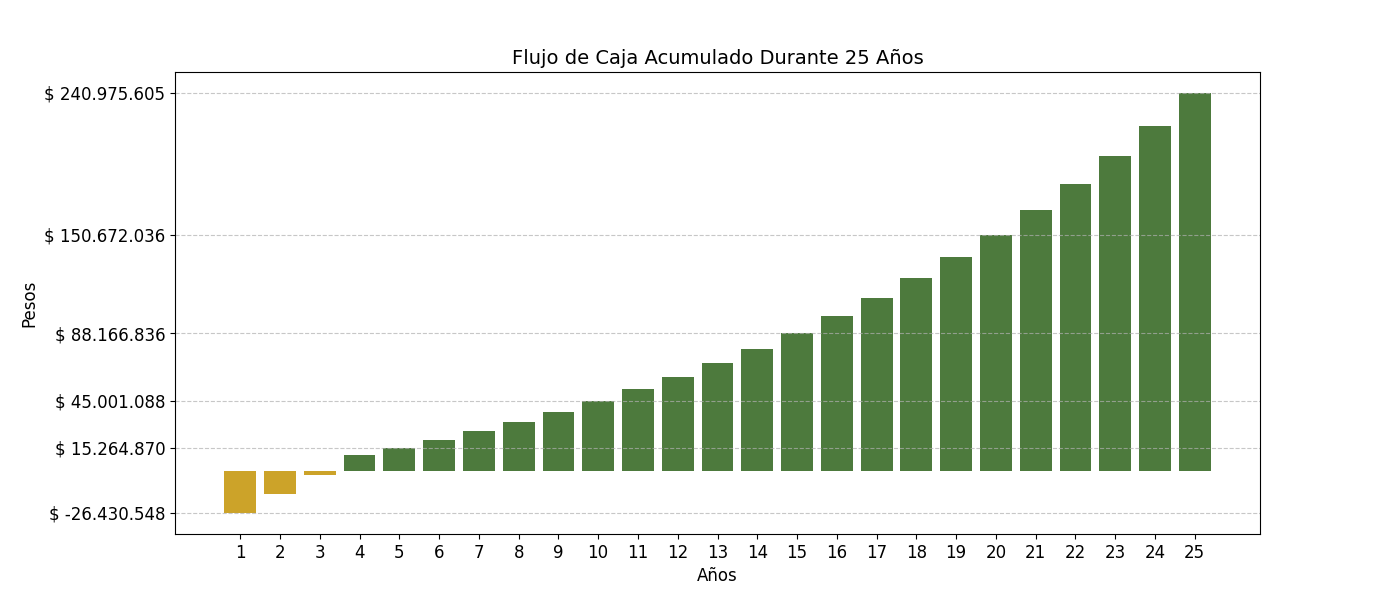 Flujo de Caja Acumulado Durante 25 Años
$ 240.975.605
$ 150.672.036
$ 88.166.836
$ 45.001.088
$ 15.264.870
$ -26.430.548
Pesos
1 2 3 4 5 6 7 8 9 10 11 12 13 14 15 16 17 18 19 20 21 22 23 24 25
Años